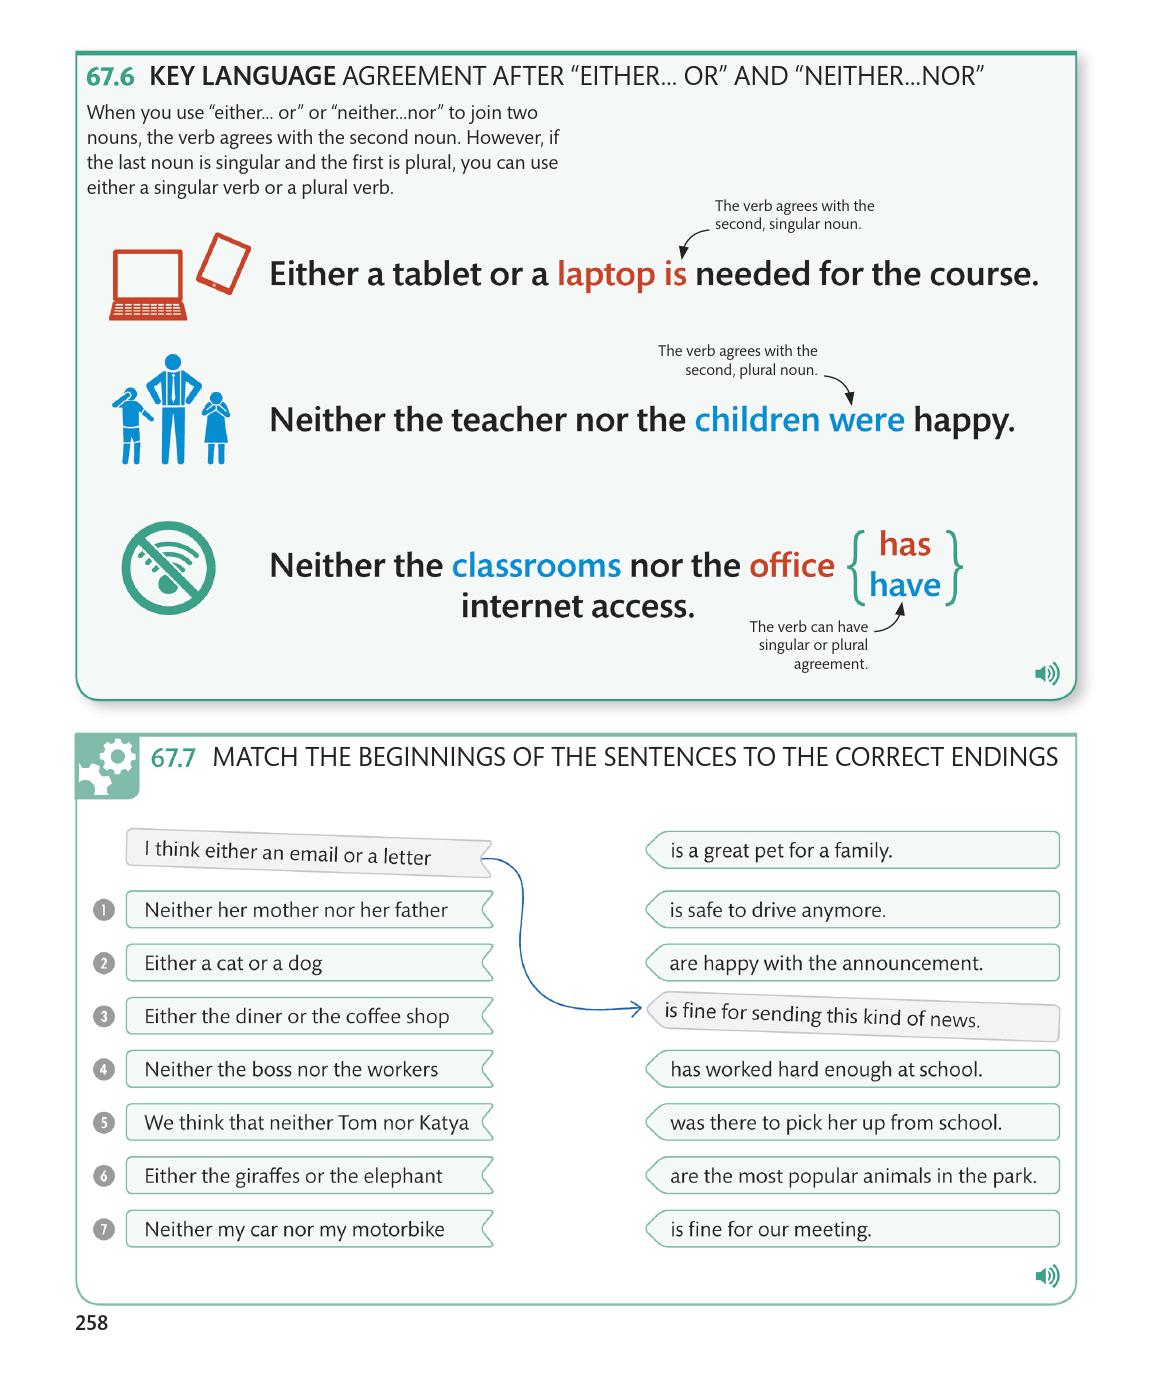 67.6 KEY LANGUAGE AGREEMENT AFTER “EITHER... OR” AND “NEITHER...NOR”
When you use “either... or” or “neither...nor” to join two
nouns, the verb agrees with the second noun. However, if
the last noun is singular and the first is plural, you can use
either a singular verb or a plural verb.
The verb agrees with the
second, singular noun.
Either a tablet or a laptop is needed for the course.
The verb agrees with the
second, plural noun.
Neither the teacher nor the children were happy.
Neither the classrooms nor the office { has
have }
internet access.
The verb can have
singular or plural
agreement.
67.7 MATCH THE BEGINNINGS OF THE SENTENCES TO THE CORRECT ENDINGS
I think either an email or a letter
is a great pet for a family.
1 Neither her mother nor her father
is safe to drive anymore.
2 Either a cat or a dog
are happy with the announcement.
3 Either the diner or the coffee shop
is fine for sending this kind of news.
4 Neither the boss nor the workers
has worked hard enough at school.
5 We think that neither Tom nor Katya
was there to pick her up from school.
6 Either the giraffes or the elephant
are the most popular animals in the park.
7 Neither my car nor my motorbike
is fine for our meeting.
258